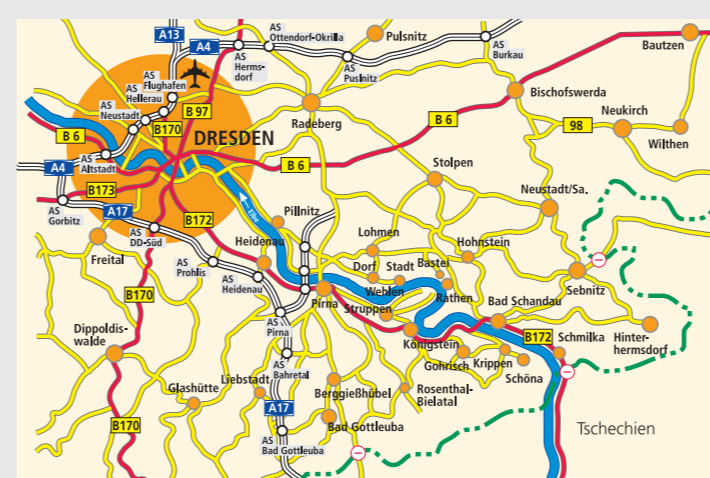 A13
AS
Ottendorf-Okrilla
Pulsnitz
A4
AS
Herms-
dorf
AS
Puslnitz
AS
Burkau
Bautzen
AS
Flughafen
AS
Hellerau
AS
Neustadt
B 97
B170
DRESDEN
Radeberg
Bischofswerda
Neukirch
Wilthen
98
B 6
B 6
B 6
A4
AS
Altstadt
B173
A17
AS
Gorbitz
B172
Elbe
Stolpen
Neustadt/Sa.
AS
DD-Süd
Freital
Pillnitz
Heidenau
AS
Prohlis
AS
Heidenau
Lohmen
Hohnstein
Dorf
Stadt
Bastei
Wehlen
Rathen
Sebnitz
B170
Pirna
Struppen
Bad Schandau
AS
Pirna
Königstein
B172
Schmilka
Hinter-
hermsdorf
Dippoldis-
walde
AS
Bahretal
Gohrisch
Krippen
Schöna
Glashütte
Liebstadt
Berggießhübel
Rosenthal-
Bielatal
A17
Bad Gottleuba
B170
AS
Bad Gottleuba
Tschechien